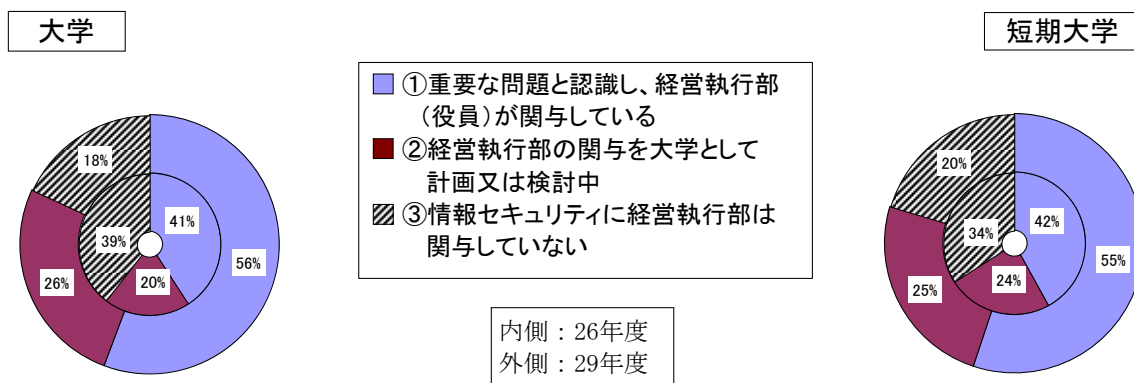 大学
短期大学
①重要な問題と認識し、経営執行部
（役員）が関与している
②経営執行部の関与を大学として
計画又は検討中
③情報セキュリティに経営執行部は
関与していない
18%
41%
39%
56%
20%
26%
20%
42%
34%
55%
24%
25%
内側：26年度
外側：29年度